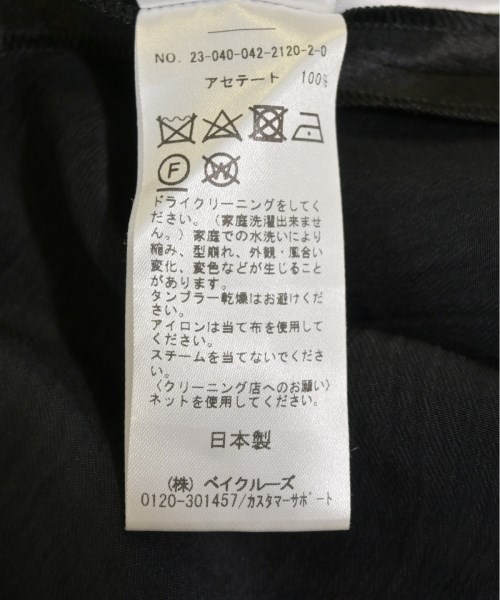 NO. 23-040-042-2120-2-0
アセテート 100%
F W
ドライクリーニングをしてく
ださい。（家庭洗濯出来ませ
ん。）家庭での水洗いにより
縮み、型崩れ、外観・風合い
変化、変色などが生じること
があります。
タンブラー乾燥はお避けくだ
さい。
アイロンは当て布を使用して
ください。
スチームを当てないでくださ
い。
〈クリーニング店へのお願い〉
ネットを使用してください。
日本製
（株）ベイクルーズ
0120-301457/カスタマーサポート